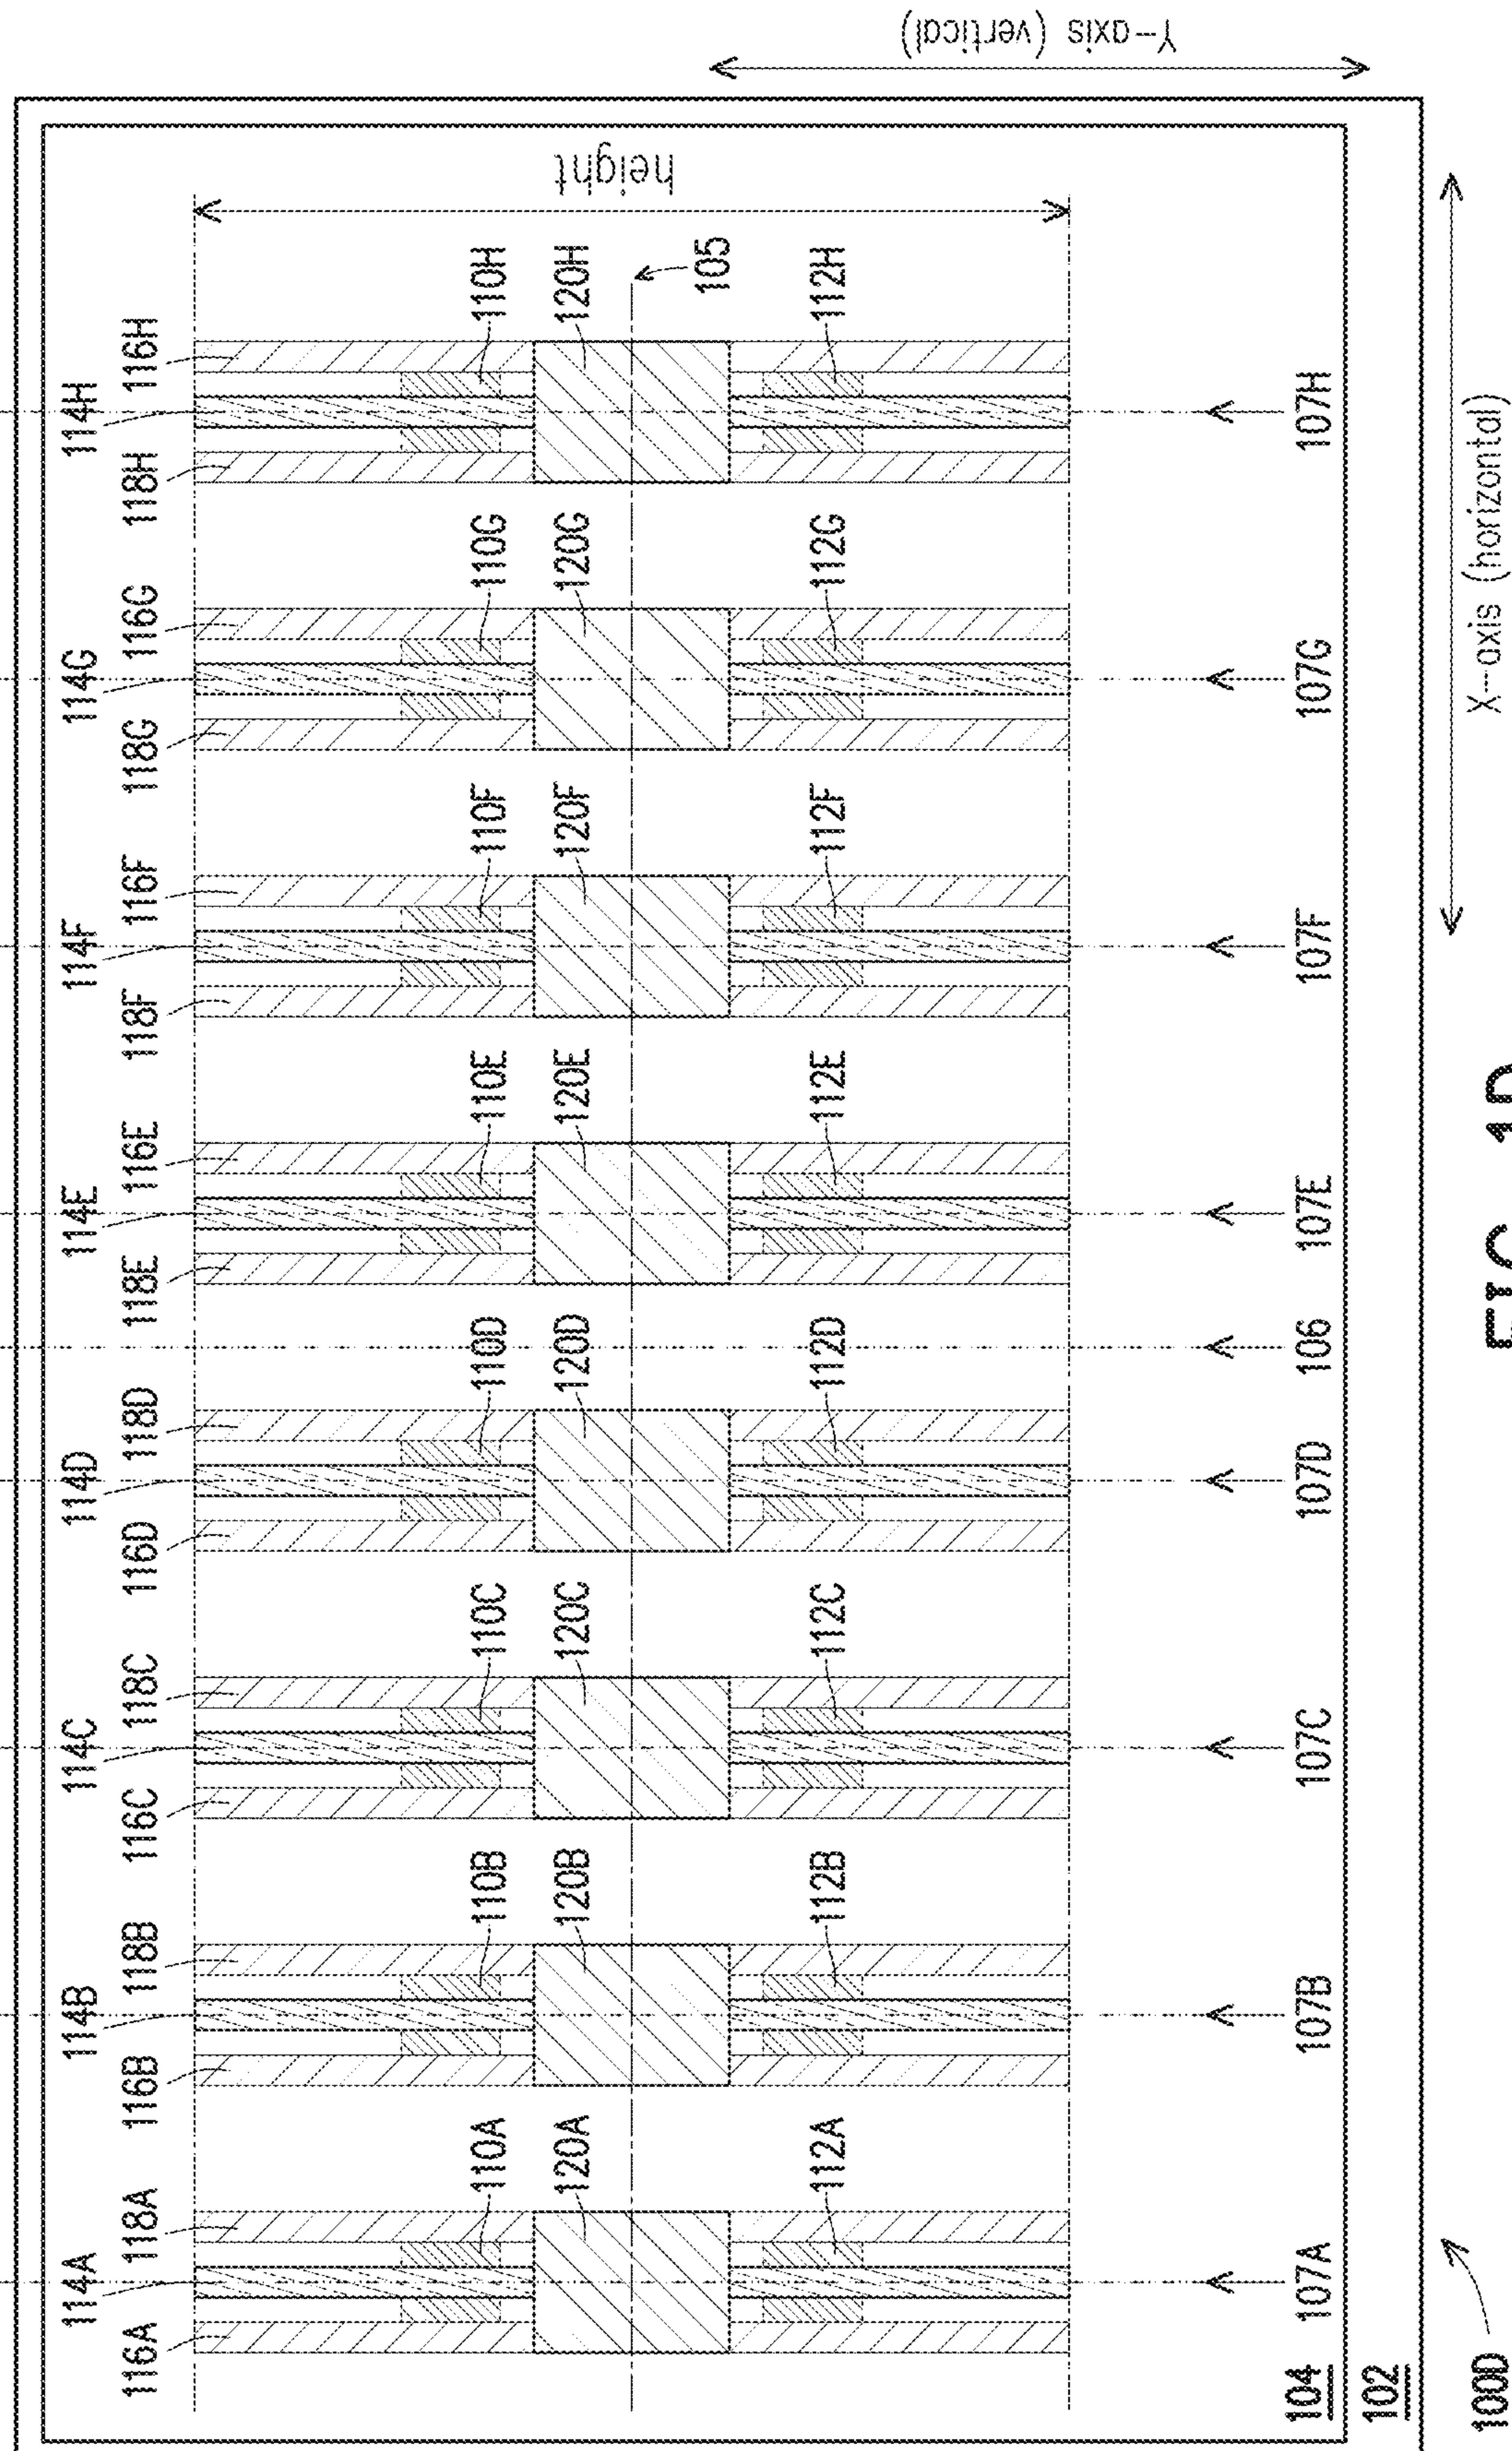 114A 114B 114C 114D 114E 114F 114G 114H
116A 118A 116B 118B 116C 118C 116D 118D 118E 116E 118F 116F 118G 116G 118H 116H
110A 110B 110C 110D 110E 110F 110G 110H
120A 120B 120C 120D 120E 120F 120G 120H
height
105
112A 112B 112C 112D 112E 112F 112G 112H
Y-axis (vertical)
107A 107B 107C 107D 106 107E 107F 107G 107H
104
102
X-axis (horizontal)
100D
FIG. 1D